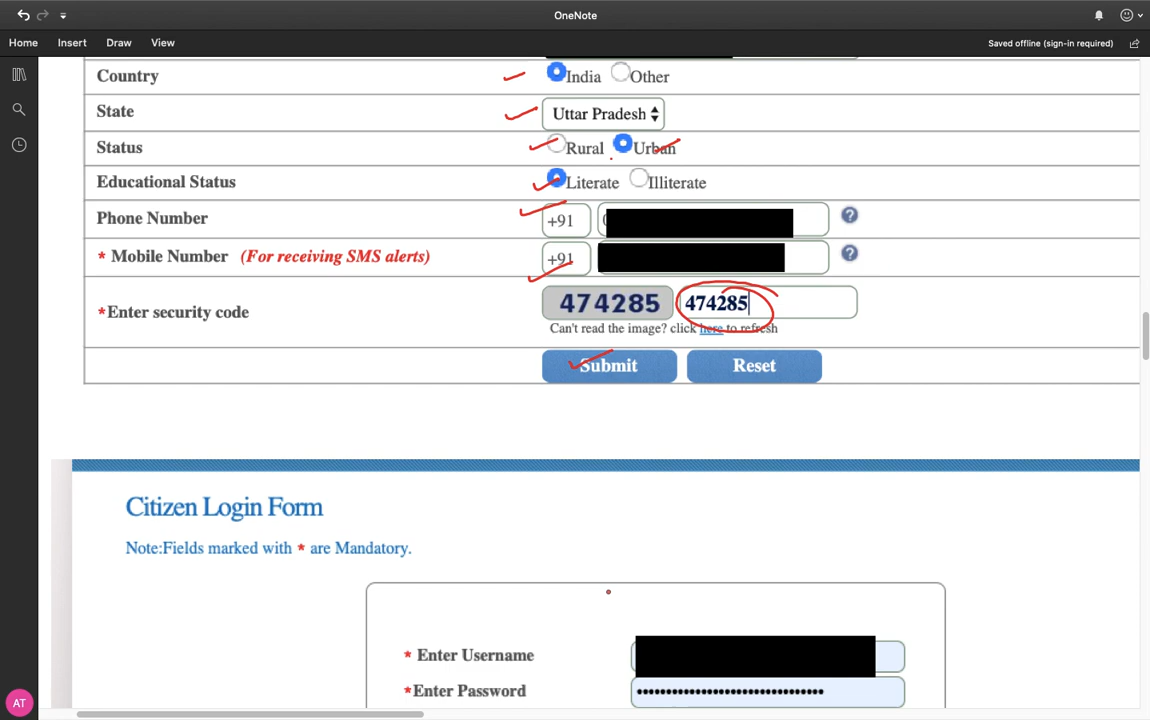 OneNote
Home Insert Draw View
Saved offline (sign-in required)
Country India Other
State Uttar Pradesh
Status Rural Urban
Educational Status Literate Illiterate
Phone Number +91 ?
* Mobile Number (For receiving SMS alerts) +91 ?
*Enter security code 474285 474285
Can't read the image? click here to refresh
Submit Reset
Citizen Login Form
Note:Fields marked with * are Mandatory.
* Enter Username
*Enter Password
AT